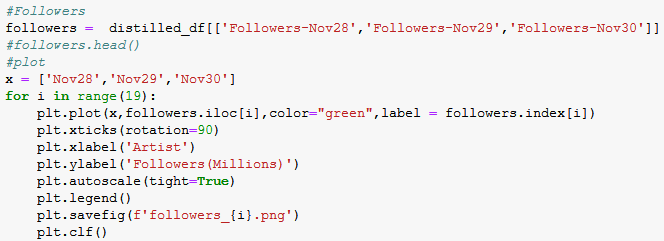 #Followers
followers =  distilled_df[['Followers-Nov28','Followers-Nov29','Followers-Nov30']]
#followers.head()
#plot
x = ['Nov28','Nov29','Nov30']
for i in range(19):
    plt.plot(x,followers.iloc[i],color="green",label = followers.index[i])
    plt.xticks(rotation=90)
    plt.xlabel('Artist')
    plt.ylabel('Followers(Millions)')
    plt.autoscale(tight=True)
    plt.legend()
    plt.savefig(f'followers_{i}.png')
    plt.clf()